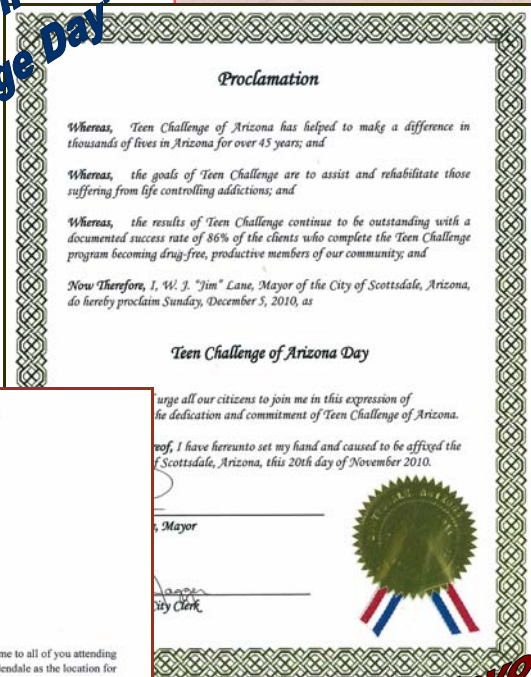 ge Day!
Proclamation
Whereas, Teen Challenge of Arizona has helped to make a difference in
thousands of lives in Arizona for over 45 years; and
Whereas, the goals of Teen Challenge are to assist and rehabilitate those
suffering from life controlling addictions; and
Whereas, the results of Teen Challenge continue to be outstanding with a
documented success rate of 86% of the clients who complete the Teen Challenge
program becoming drug-free, productive members of our community; and
Now Therefore, I, W. J. "Jim" Lane, Mayor of the City of Scottsdale, Arizona,
do hereby proclaim Sunday, December 5, 2010, as
Teen Challenge of Arizona Day
urge all our citizens to join me in this expression of
he dedication and commitment of Teen Challenge of Arizona.
eof, I have hereunto set my hand and caused to be affixed the
f Scottsdale, Arizona, this 20th day of November 2010.
, Mayor
Jagger
City Clerk
me to all of you attending
endale as the location for